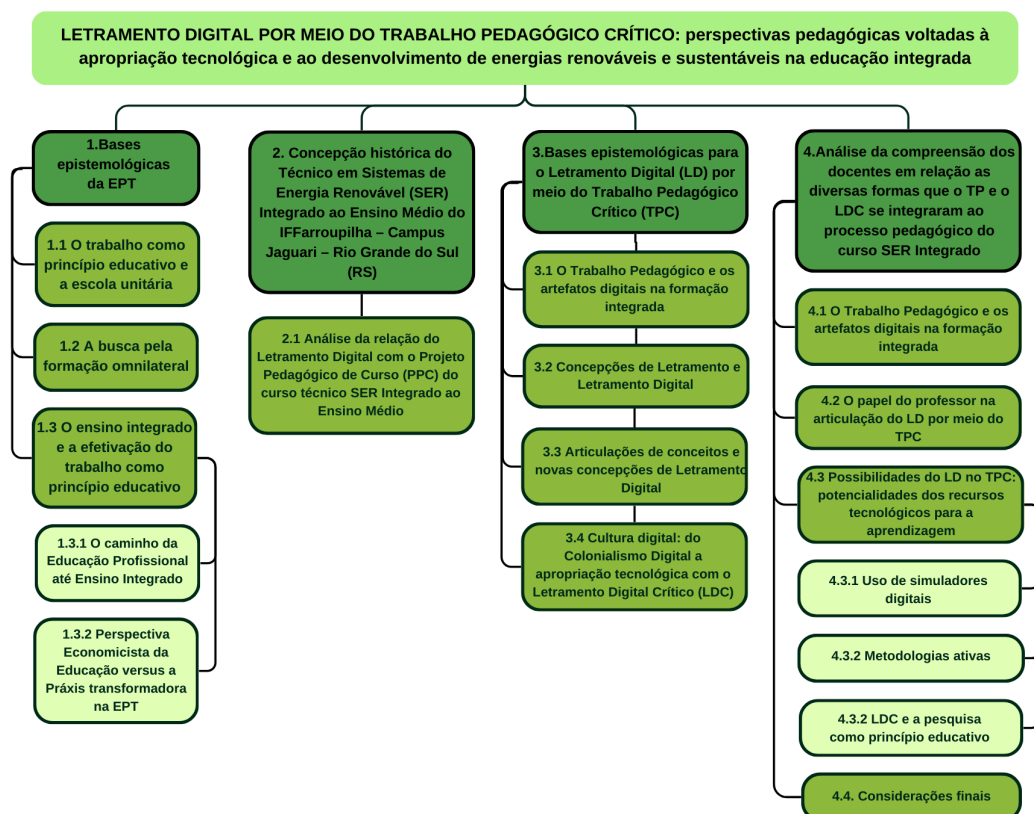 LETRAMENTO DIGITAL POR MEIO DO TRABALHO PEDAGÓGICO CRÍTICO: perspectivas pedagógicas voltadas à
apropriação tecnológica e ao desenvolvimento de energias renováveis e sustentáveis na educação integrada
1.Bases
epistemológicas
da EPT
1.1 O trabalho como
princípio educativo e
a escola unitária
1.2 A busca pela
formação omnilateral
1.3 O ensino integrado
e a efetivação do
trabalho como
princípio educativo
1.3.1 O caminho da
Educação Profissional
até Ensino Integrado
1.3.2 Perspectiva
Economicista da
Educação versus a
Práxis transformadora
na EPT
2. Concepção histórica do
Técnico em Sistemas de
Energia Renovável (SER)
Integrado ao Ensino Médio do
IFFarroupilha – Campus
Jaguari – Rio Grande do Sul
(RS)
2.1 Análise da relação do
Letramento Digital com o Projeto
Pedagógico de Curso (PPC) do
curso técnico SER Integrado ao
Ensino Médio
3.Bases epistemológicas para
o Letramento Digital (LD) por
meio do Trabalho Pedagógico
Crítico (TPC)
3.1 O Trabalho Pedagógico e os
artefatos digitais na formação
integrada
3.2 Concepções de Letramento e
Letramento Digital
3.3 Articulações de conceitos e
novas concepções de Letramento
Digital
3.4 Cultura digital: do
Colonialismo Digital a
apropriação tecnológica com o
Letramento Digital Crítico (LDC)
4.Análise da compreensão dos
docentes em relação as
diversas formas que o TP e o
LDC se integraram ao
processo pedagógico do
curso SER Integrado
4.1 O Trabalho Pedagógico e os
artefatos digitais na formação
integrada
4.2 O papel do professor na
articulação do LD por meio do
TPC
4.3 Possibilidades do LD no TPC:
potencialidades dos recursos
tecnológicos para a
aprendizagem
4.3.1 Uso de simuladores
digitais
4.3.2 Metodologias ativas
4.3.2 LDC e a pesquisa
como princípio educativo
4.4. Considerações finais